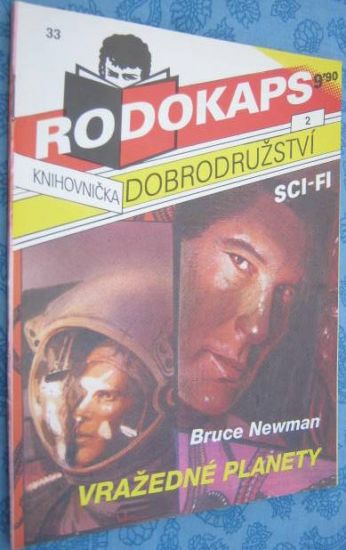 33
RODOKAPS
9'90
KNIHOVNIČKA
DOBRODRUŽSTVÍ
2
SCI-FI
Bruce Newman
VRAŽEDNÉ PLANETY